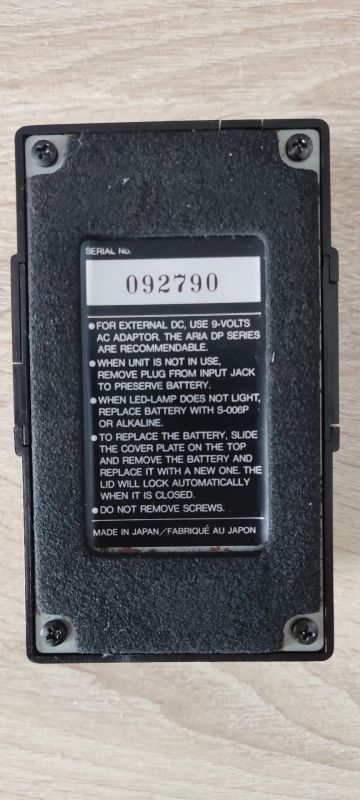 SERIAL No.
092790
● FOR EXTERNAL DC, USE 9-VOLTS
AC ADAPTOR. THE ARIA DP SERIES
ARE RECOMMENDABLE.
● WHEN UNIT IS NOT IN USE,
REMOVE PLUG FROM INPUT JACK
TO PRESERVE BATTERY.
● WHEN LED-LAMP DOES NOT LIGHT,
REPLACE BATTERY WITH S-006P
OR ALKALINE.
● TO REPLACE THE BATTERY, SLIDE
THE COVER PLATE ON THE TOP
AND REMOVE THE BATTERY AND
REPLACE IT WITH A NEW ONE. THE
LID WILL LOCK AUTOMATICALLY
WHEN IT IS CLOSED.
● DO NOT REMOVE SCREWS.
MADE IN JAPAN/FABRIQUÉ AU JAPON